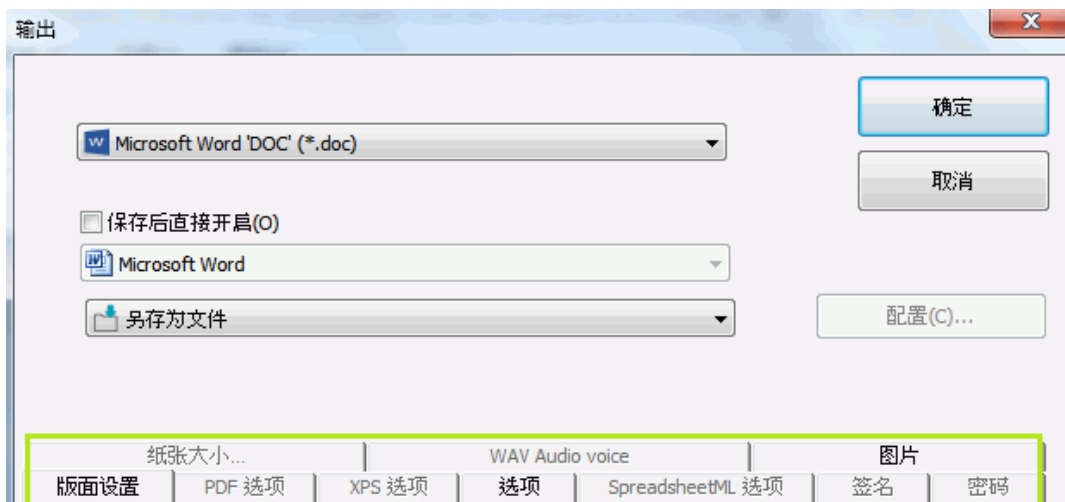 输出
确定
Microsoft Word 'DOC' (*.doc)
取消
保存后直接开启(O)
Microsoft Word
另存为文件
配置(C)...
纸张大小... WAV Audio voice 图片
版面设置 PDF 选项 XPS 选项 选项 SpreadsheetML 选项 签名 密码